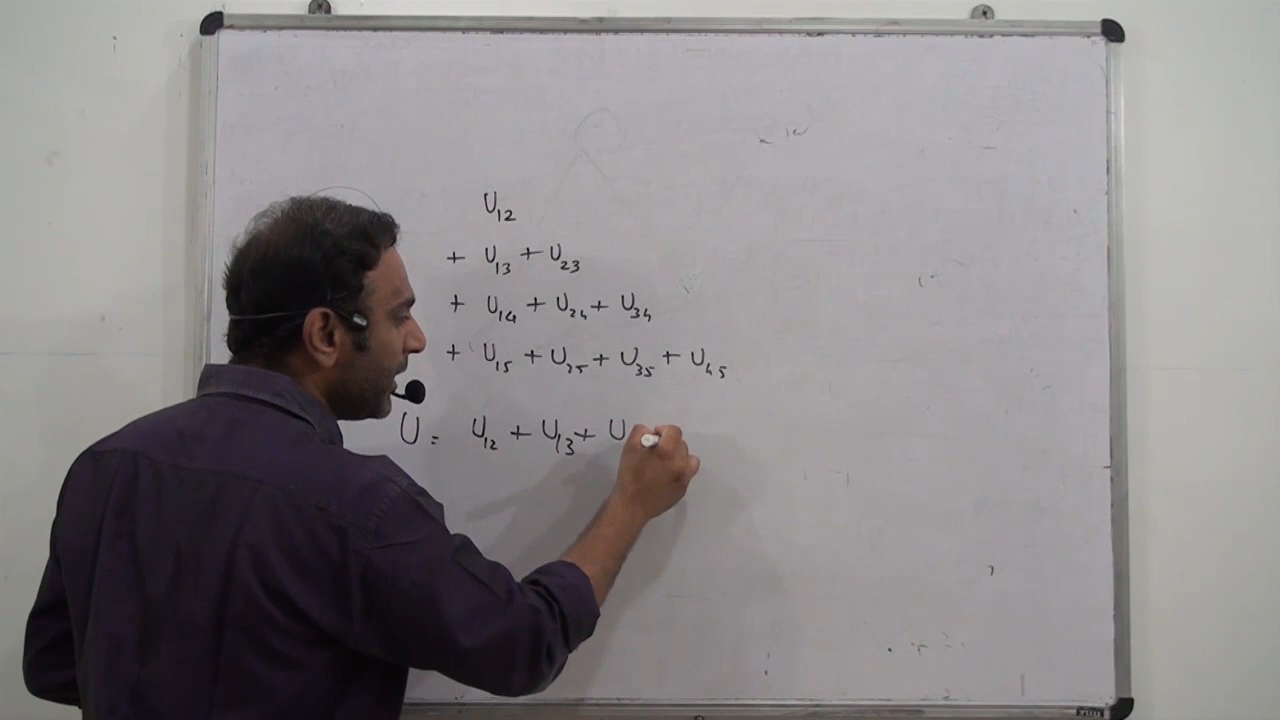 U₁₂
+ U₁₃ + U₂₃
+ U₁₄ + U₂₄ + U₃₄
+ U₁₅ + U₂₅ + U₃₅ + U₄₅
U = U₁₂ + U₁₃ + U